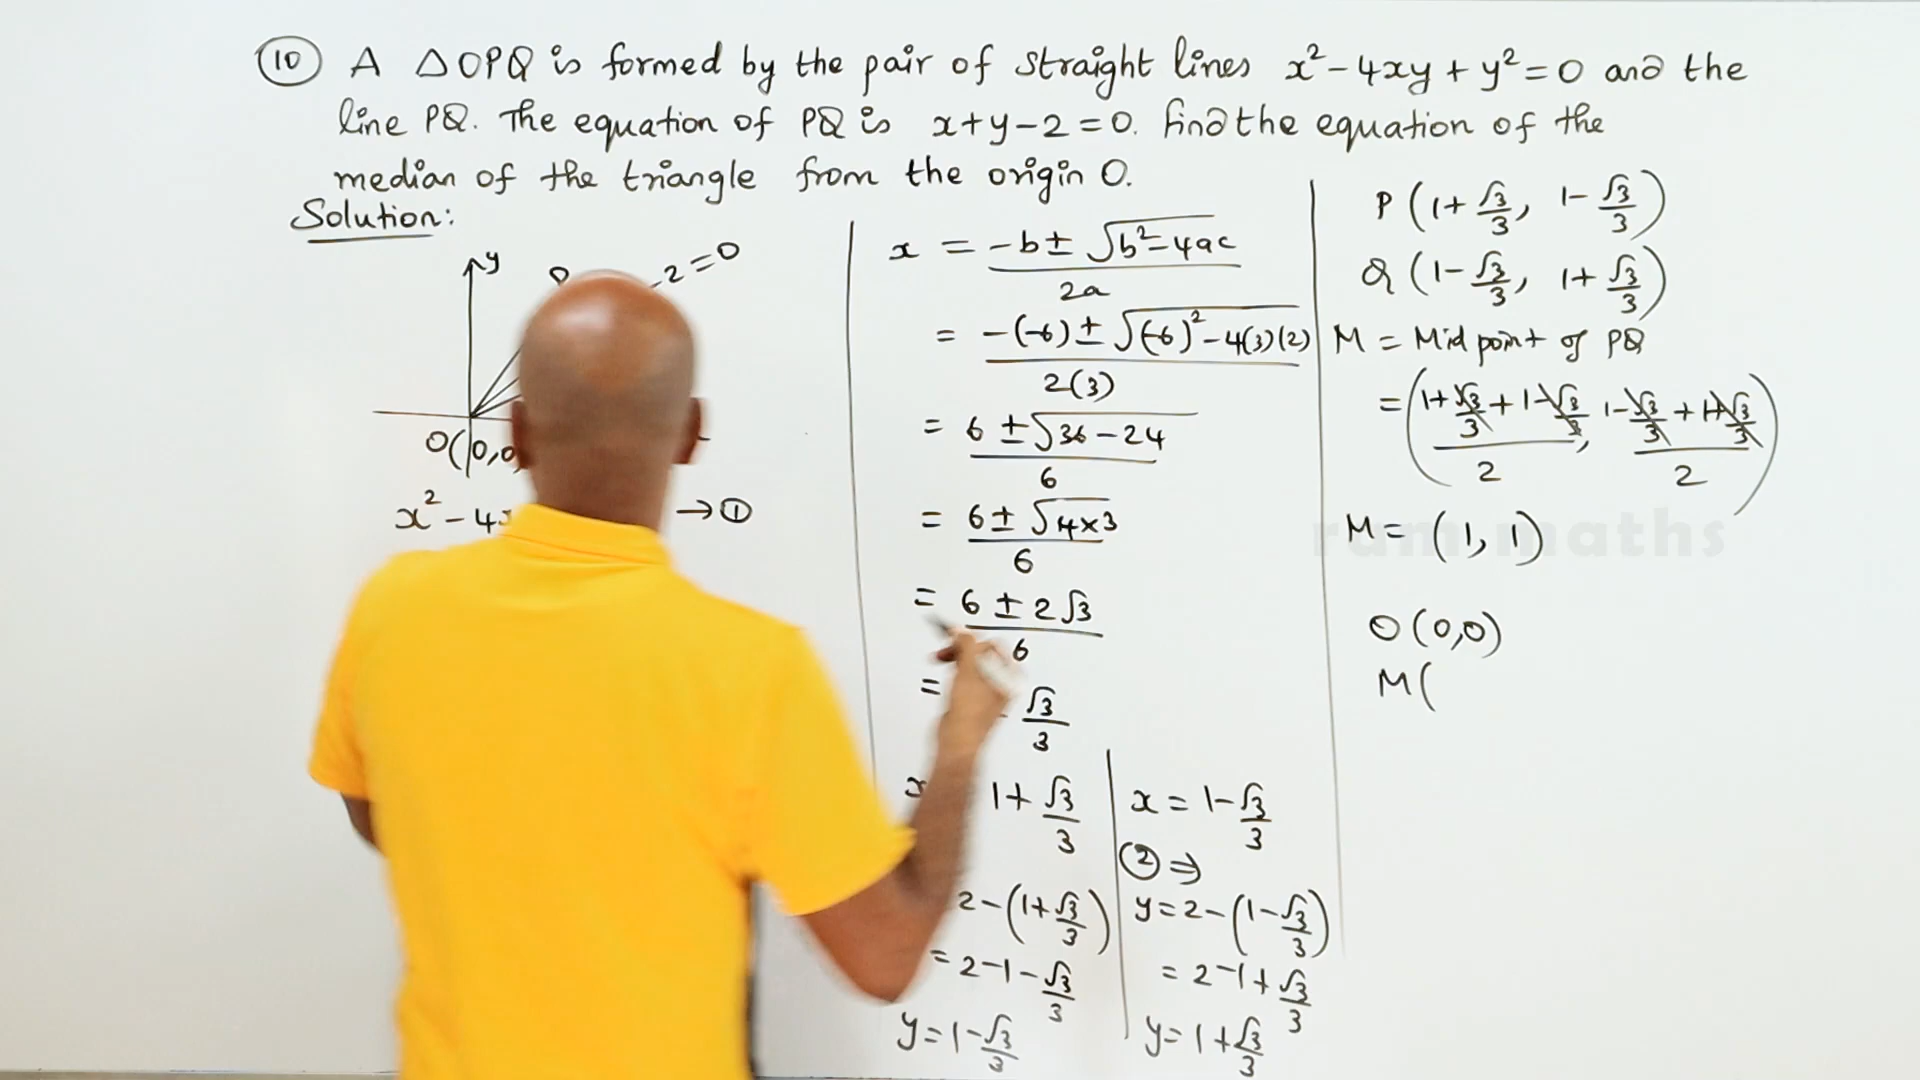 10 A △OPQ is formed by the pair of straight lines x² - 4xy + y² = 0 and the
line PQ. The equation of PQ is x + y - 2 = 0. Find the equation of the
median of the triangle from the origin O.
Solution:
y
-2 = 0
O(0,0
x² - 4x → ①
x = (-b ± √(b² - 4ac)) / 2a
= (-(-6) ± √((-6)² - 4(3)(2))) / 2(3)
= (6 ± √(36 - 24)) / 6
= (6 ± √(4×3)) / 6
= (6 ± 2√3) / 6
= √3/3
x 1 + √3/3
2 - (1 + √3/3)
= 2 - 1 - √3/3
y = 1 - √3/3
x = 1 - √3/3
② ⇒
y = 2 - (1 - √3/3)
= 2 - 1 + √3/3
y = 1 + √3/3
P (1 + √3/3, 1 - √3/3)
Q (1 - √3/3, 1 + √3/3)
M = Mid point of PQ
= ((1 + √3/3 + 1 - √3/3)/2, (1 - √3/3 + 1 + √3/3)/2)
M = (1, 1)
ram maths
O (0,0)
M (